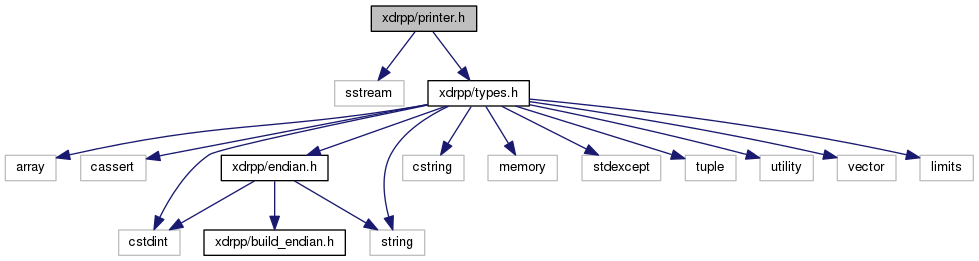 xdrpp/printer.h
sstream
xdrpp/types.h
array
cassert
xdrpp/endian.h
cstring
memory
stdexcept
tuple
utility
vector
limits
cstdint
xdrpp/build_endian.h
string